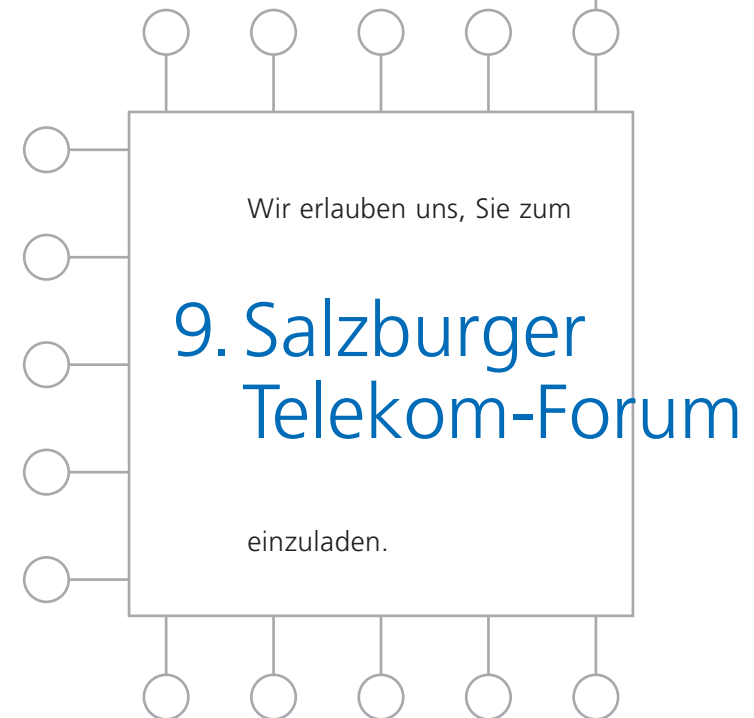 Wir erlauben uns, Sie zum
9. Salzburger
Telekom-Forum
einzuladen.